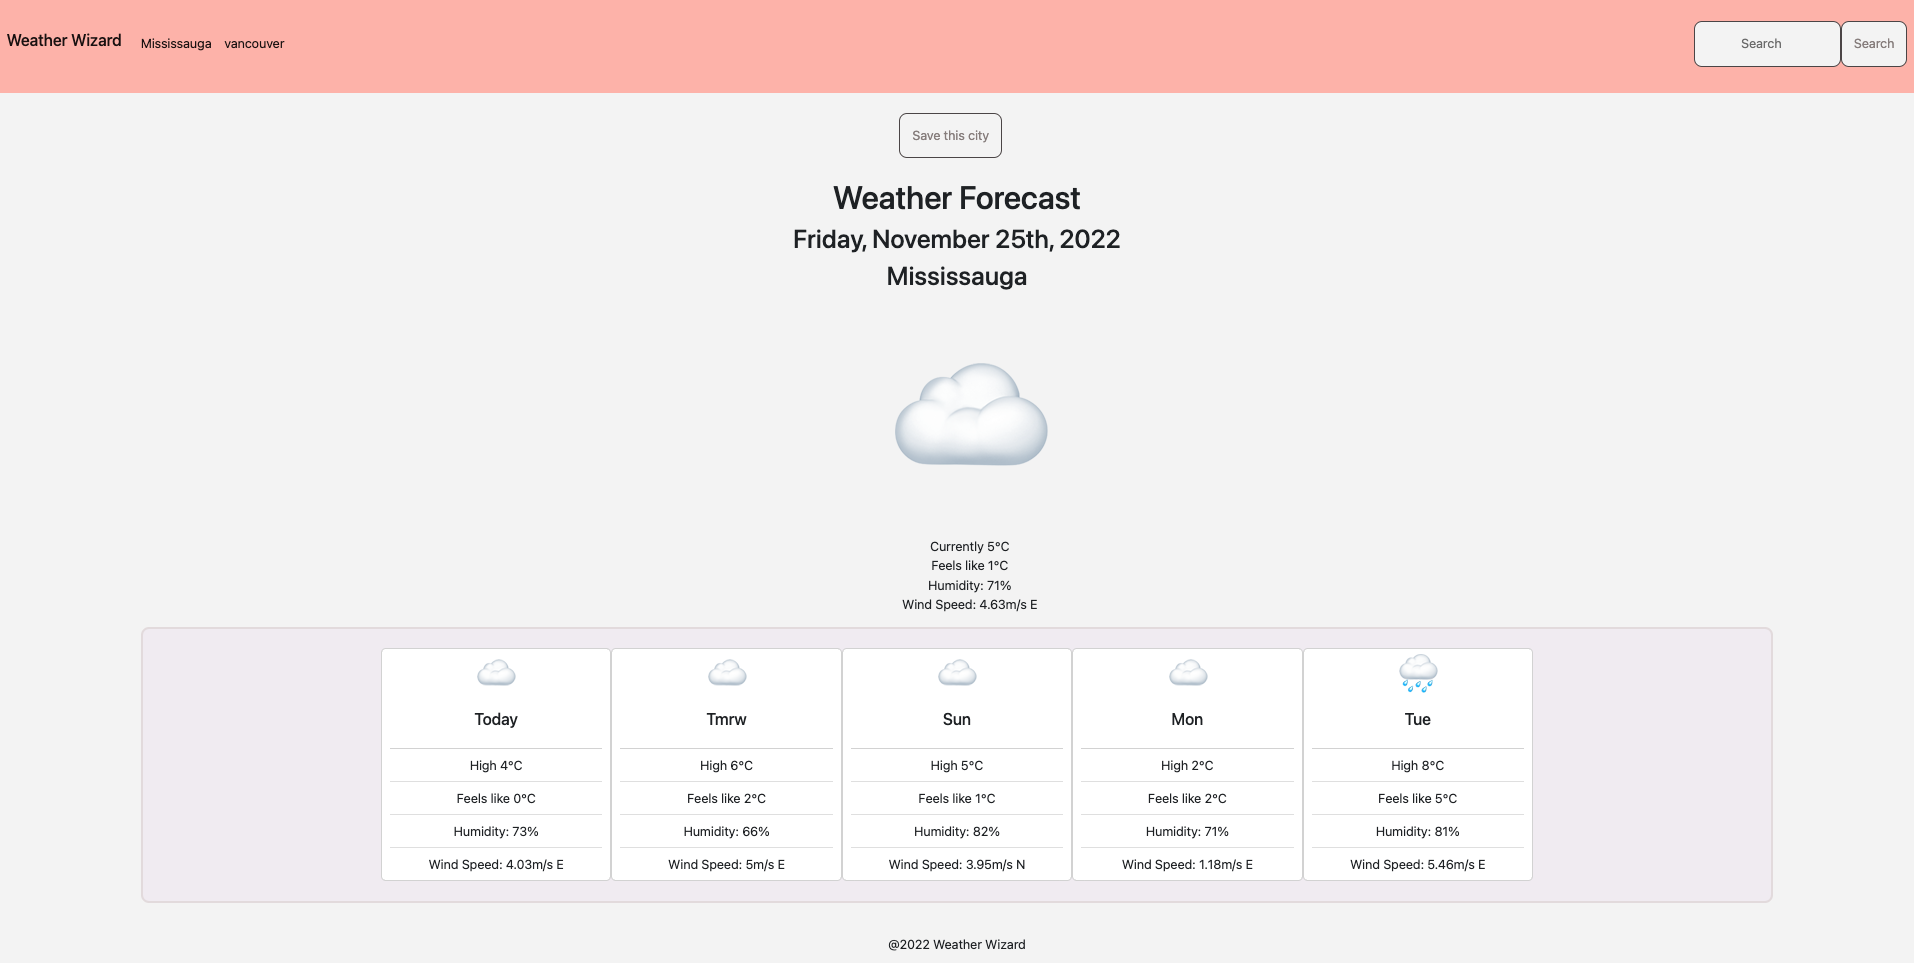 Weather Wizard Mississauga vancouver Search Search
Save this city
Weather Forecast
Friday, November 25th, 2022
Mississauga
Currently 5°C
Feels like 1°C
Humidity: 71%
Wind Speed: 4.63m/s E
Today
High 4°C
Feels like 0°C
Humidity: 73%
Wind Speed: 4.03m/s E
Tmrw
High 6°C
Feels like 2°C
Humidity: 66%
Wind Speed: 5m/s E
Sun
High 5°C
Feels like 1°C
Humidity: 82%
Wind Speed: 3.95m/s N
Mon
High 2°C
Feels like 2°C
Humidity: 71%
Wind Speed: 1.18m/s E
Tue
High 8°C
Feels like 5°C
Humidity: 81%
Wind Speed: 5.46m/s E
@2022 Weather Wizard